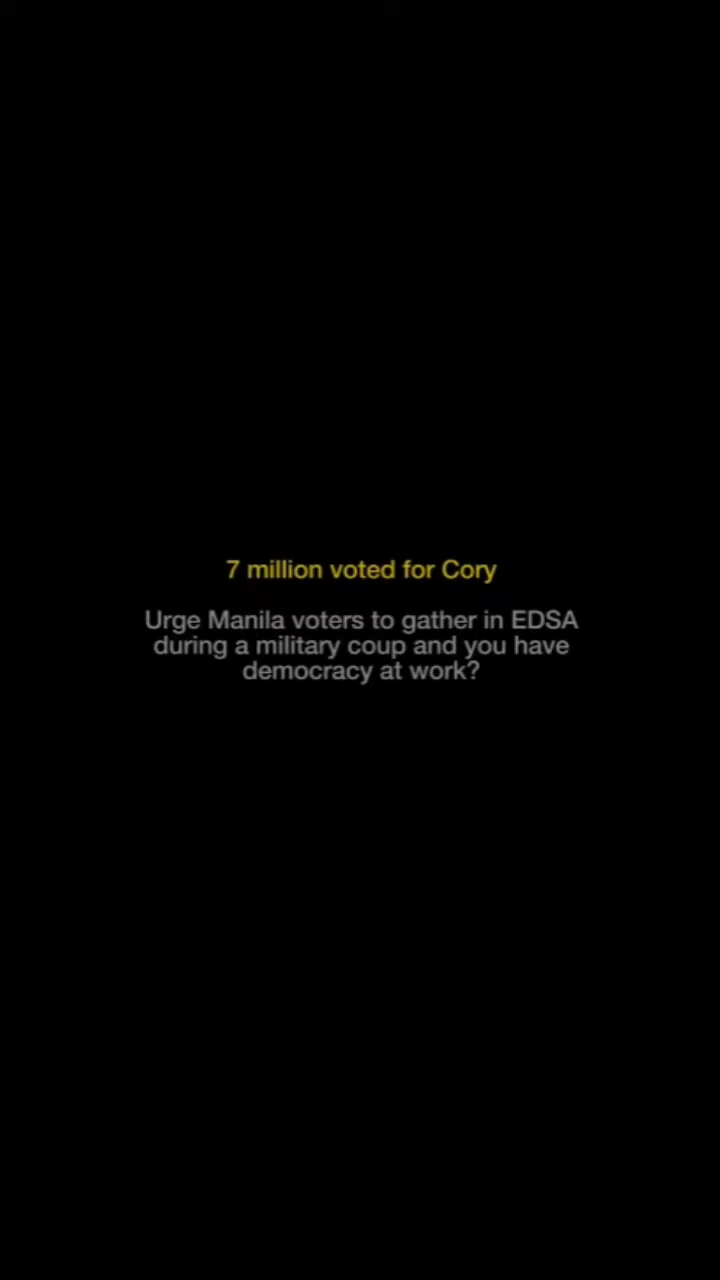 7 million voted for Cory
Urge Manila voters to gather in EDSA
during a military coup and you have
democracy at work?